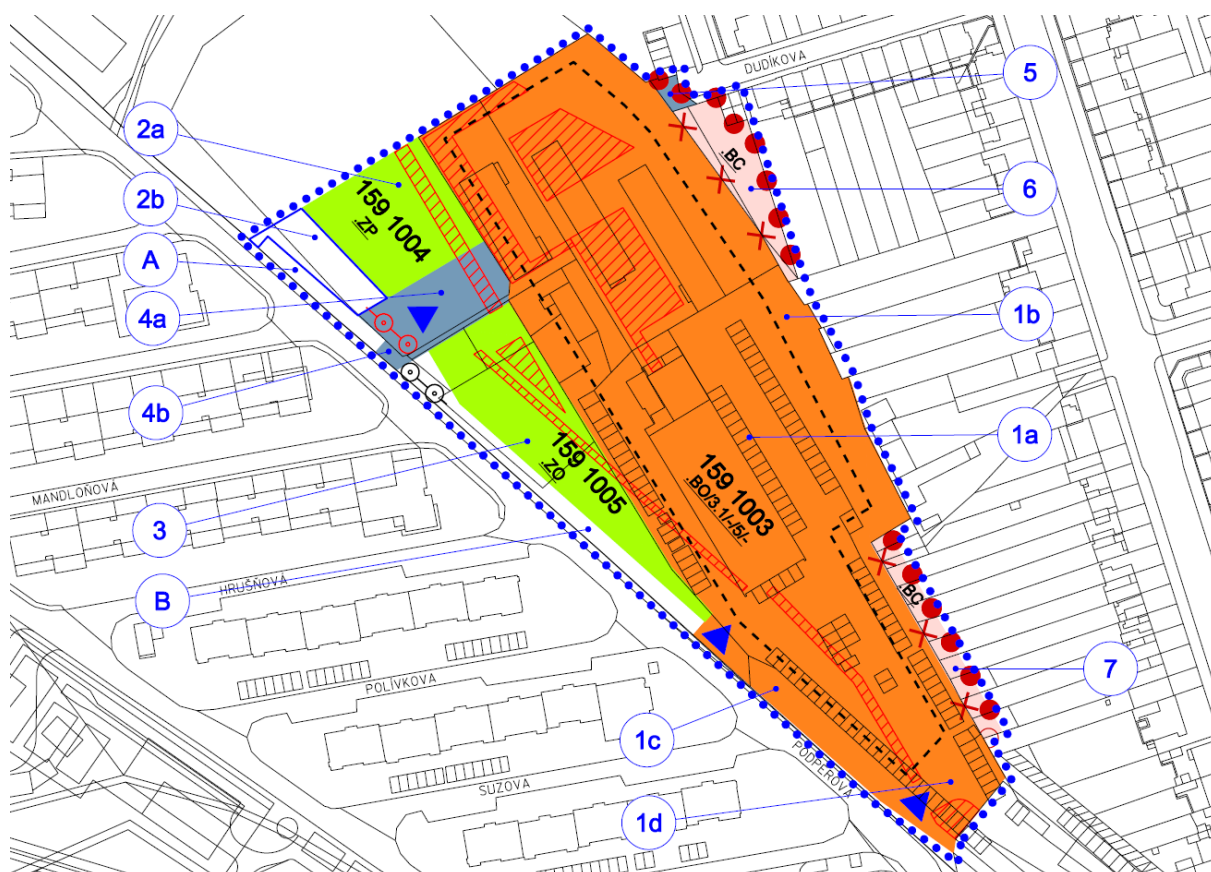 DUDÍKOVA
5
2a
.BC
6
2b
159 1004
.ZP
A
4a
1b
4b
1a
159 1003
.BO/3.1/-/5/-
159 1005
.ZO
MANDLOŇOVÁ
3
HRUŠŇOVÁ
B
.BC
7
POLÍVKOVA
1c
PODPĚROVA
SUZOVA
1d